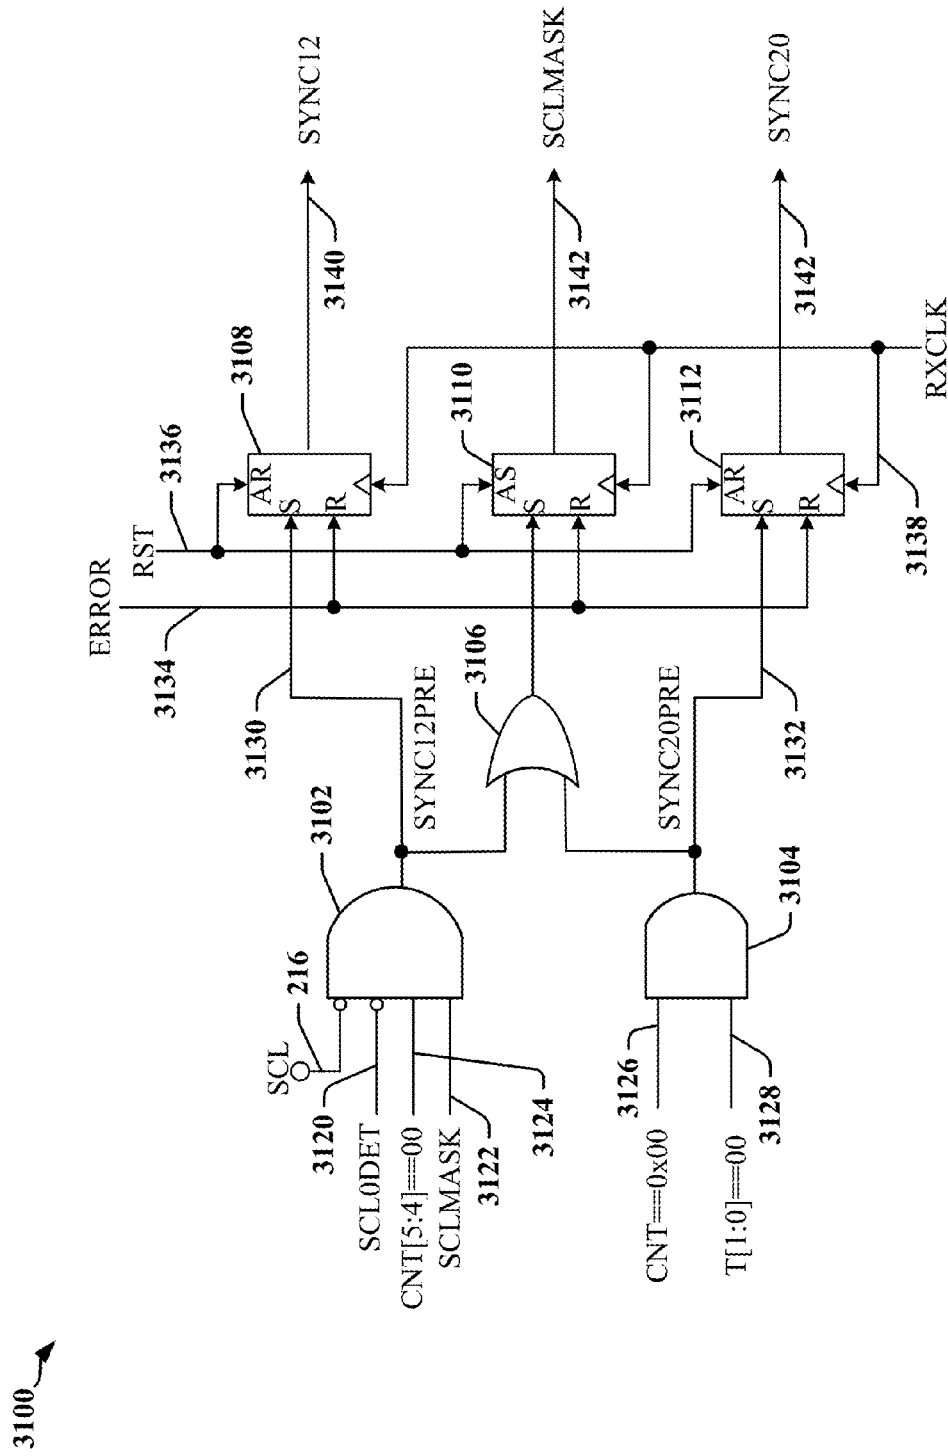 3100
ERROR
RST
3136
3134
3130
3108
AR
S
R
3140
SYNC12
3110
AS
S
R
3142
SCLMASK
3112
AR
S
R
3142
SYNC20
3138
RXCLK
SCL
216
3102
SYNC12PRE
3120
SCL0DET
CNT[5:4]==00
3124
SCLMASK
3122
3106
SYNC20PRE
3132
3104
3126
CNT==0x00
T[1:0]==00
3128